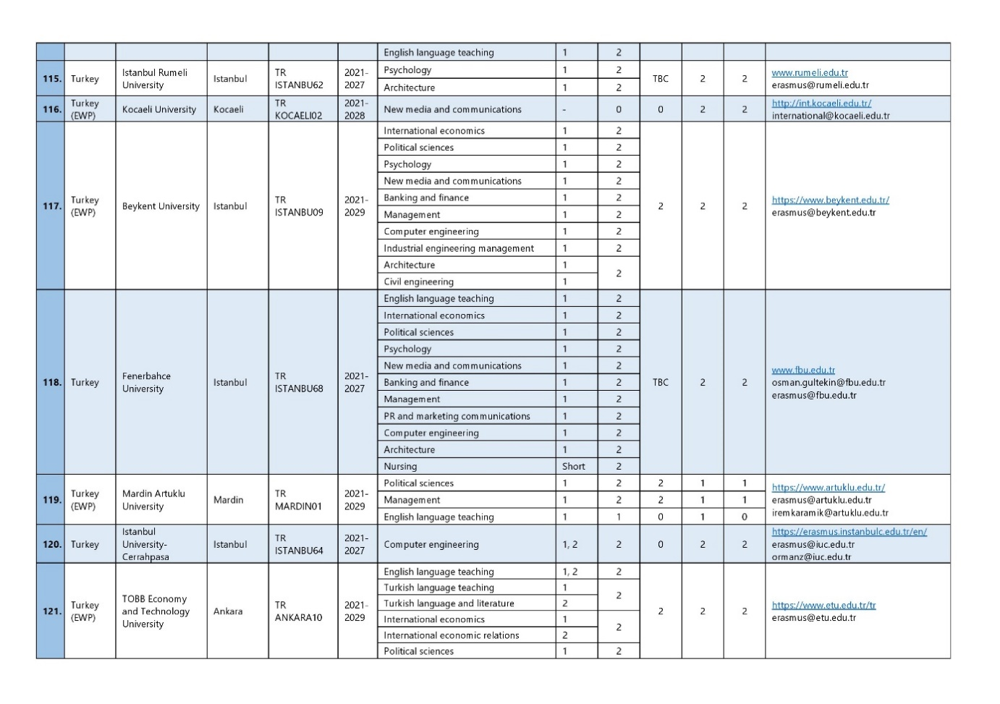 English language teaching 1 2
115. Turkey Istanbul Rumeli University Istanbul TR ISTANBU62 2021-2027 Psychology 1 2 TBC 2 2 www.rumeli.edu.tr erasmus@rumeli.edu.tr
Architecture 1 2
116. Turkey (EWP) Kocaeli University Kocaeli TR KOCAELI02 2021-2028 New media and communications - 0 0 2 2 http://int.kocaeli.edu.tr/ international@kocaeli.edu.tr
117. Turkey (EWP) Beykent University Istanbul TR ISTANBU09 2021-2029 International economics 1 2 2 2 2 https://www.beykent.edu.tr/ erasmus@beykent.edu.tr
Political sciences 1 2
Psychology 1 2
New media and communications 1 2
Banking and finance 1 2
Management 1 2
Computer engineering 1 2
Industrial engineering management 1 2
Architecture 1 2
Civil engineering 1
118. Turkey Fenerbahce University Istanbul TR ISTANBU68 2021-2027 English language teaching 1 2 TBC 2 2 www.fbu.edu.tr osman.gultekin@fbu.edu.tr erasmus@fbu.edu.tr
International economics 1 2
Political sciences 1 2
Psychology 1 2
New media and communications 1 2
Banking and finance 1 2
Management 1 2
PR and marketing communications 1 2
Computer engineering 1 2
Architecture 1 2
Nursing Short 2
119. Turkey (EWP) Mardin Artuklu University Mardin TR MARDIN01 2021-2029 Political sciences 1 2 2 1 1 https://www.artuklu.edu.tr/ erasmus@artuklu.edu.tr iremkaramik@artuklu.edu.tr
Management 1 2 2 1 1
English language teaching 1 1 0 1 0
120. Turkey Istanbul University-Cerrahpasa Istanbul TR ISTANBU64 2021-2027 Computer engineering 1, 2 2 0 2 2 https://erasmus.instanbulc.edu.tr/en/ erasmus@iuc.edu.tr ormanz@iuc.edu.tr
121. Turkey (EWP) TOBB Economy and Technology University Ankara TR ANKARA10 2021-2029 English language teaching 1, 2 2 2 2 2 https://www.etu.edu.tr/tr erasmus@etu.edu.tr
Turkish language teaching 1 2
Turkish language and literature 2
International economics 1 2
International economic relations 2
Political sciences 1 2